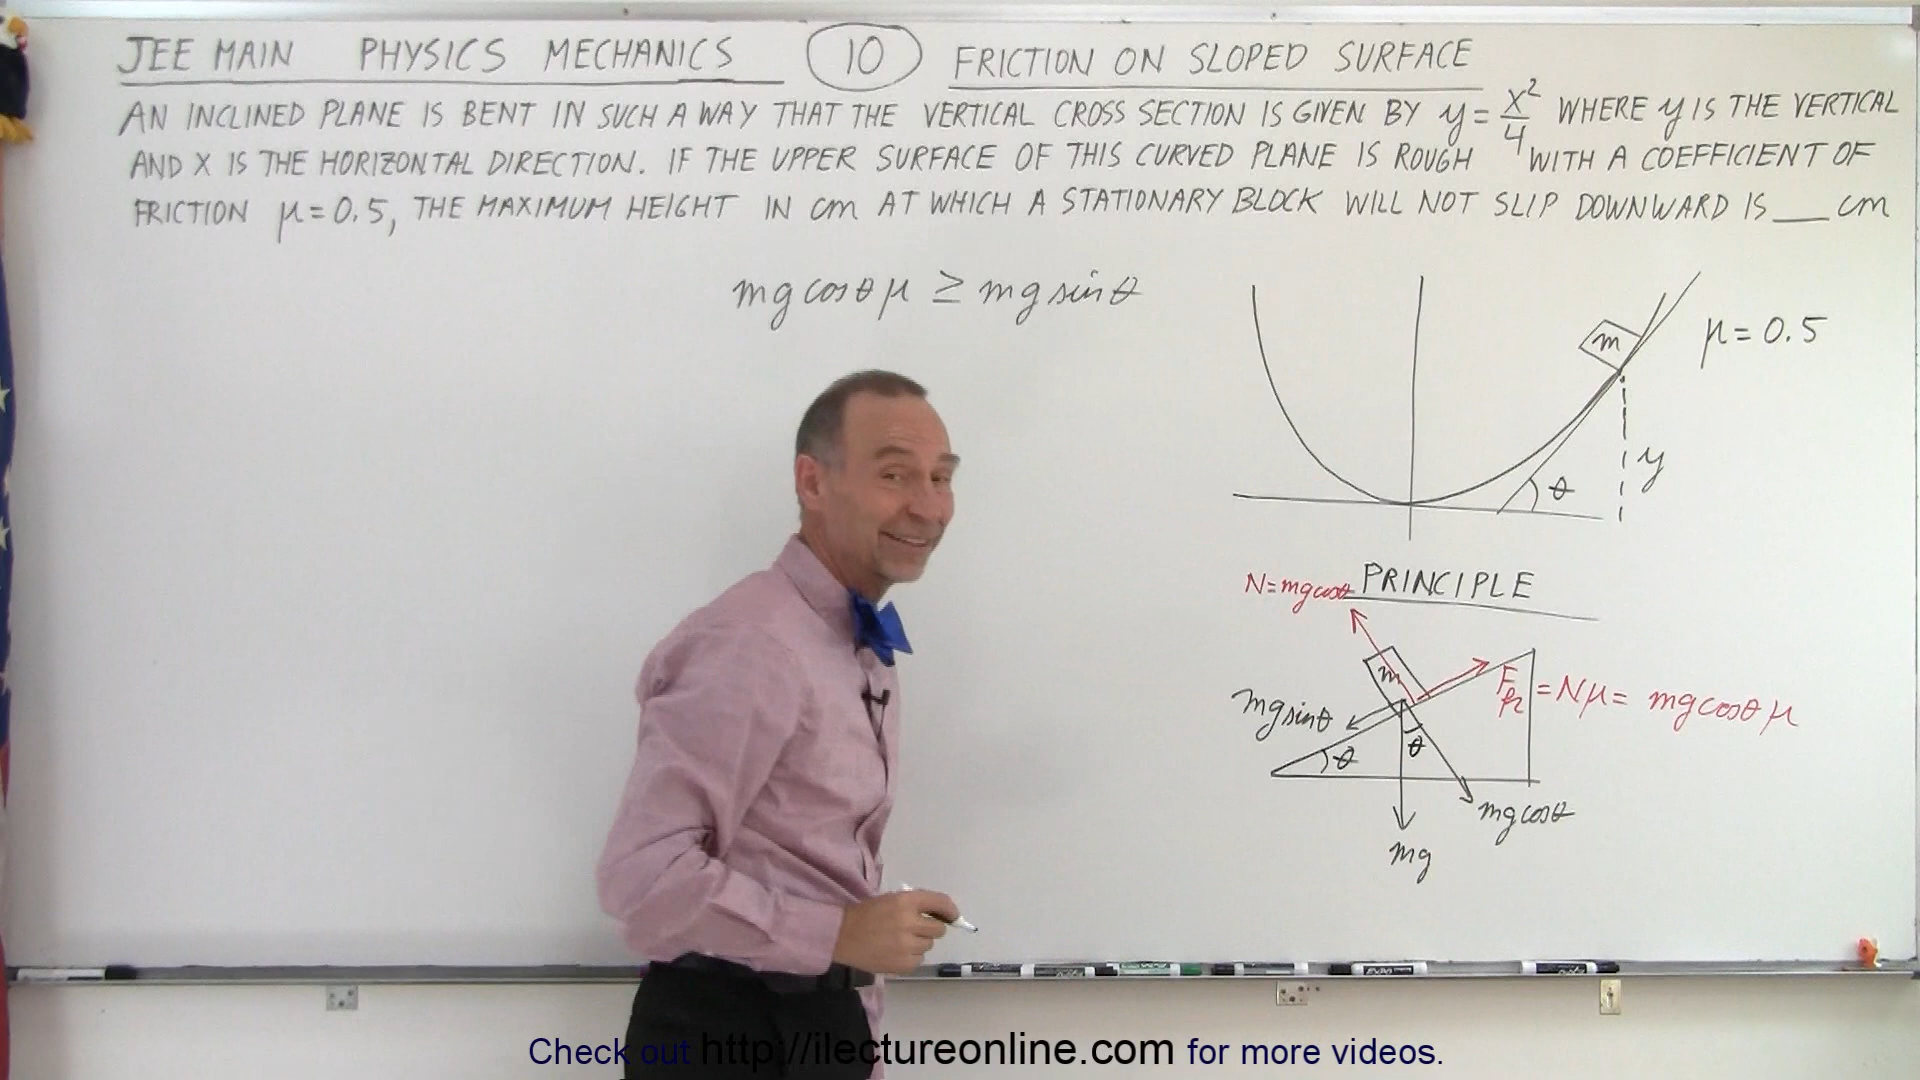 JEE MAIN PHYSICS MECHANICS 10 FRICTION ON SLOPED SURFACE
AN INCLINED PLANE IS BENT IN SUCH A WAY THAT THE VERTICAL CROSS SECTION IS GIVEN BY y = x²/4 WHERE y IS THE VERTICAL
AND X IS THE HORIZONTAL DIRECTION. IF THE UPPER SURFACE OF THIS CURVED PLANE IS ROUGH WITH A COEFFICIENT OF
FRICTION μ = 0.5, THE MAXIMUM HEIGHT IN cm AT WHICH A STATIONARY BLOCK WILL NOT SLIP DOWNWARD IS ___ cm
mg cosθ μ ≥ mg sinθ
m
μ = 0.5
y
θ
PRINCIPLE
N = mg cosθ
m
mg sinθ
F_fr = Nμ = mg cosθ μ
θ
θ
mg cosθ
mg
Check out http://ilectureonline.com for more videos.